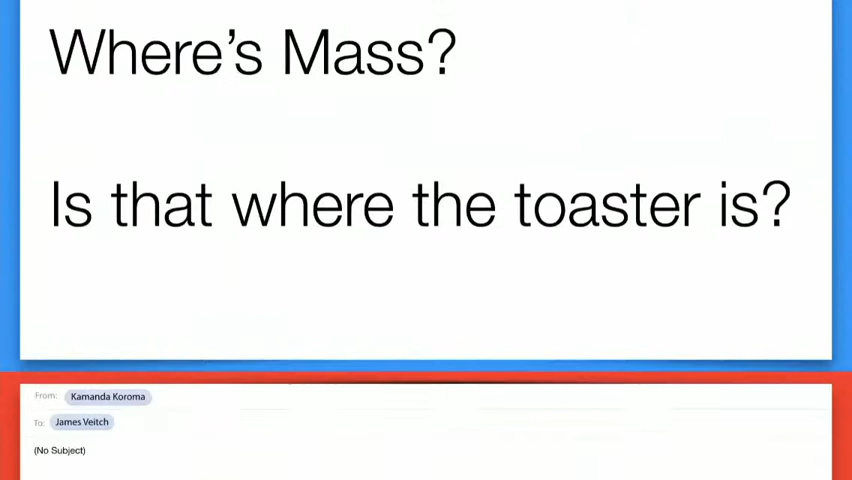 Where’s Mass?
Is that where the toaster is?
From: Kamanda Koroma
To: James Veitch
(No Subject)